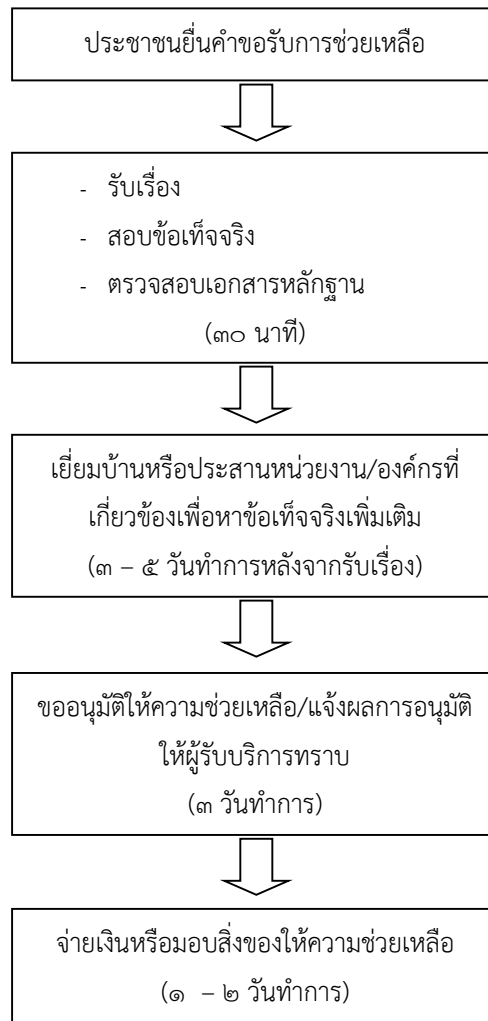 ประชาชนยื่นคำขอรับการช่วยเหลือ
- รับเรื่อง
- สอบข้อเท็จจริง
- ตรวจสอบเอกสารหลักฐาน
(๓๐ นาที)
เยี่ยมบ้านหรือประสานหน่วยงาน/องค์กรที่
เกี่ยวข้องเพื่อหาข้อเท็จจริงเพิ่มเติม
(๓ – ๕ วันทำการหลังจากรับเรื่อง)
ขออนุมัติให้ความช่วยเหลือ/แจ้งผลการอนุมัติ
ให้ผู้รับบริการทราบ
(๓ วันทำการ)
จ่ายเงินหรือมอบสิ่งของให้ความช่วยเหลือ
(๑ – ๒ วันทำการ)